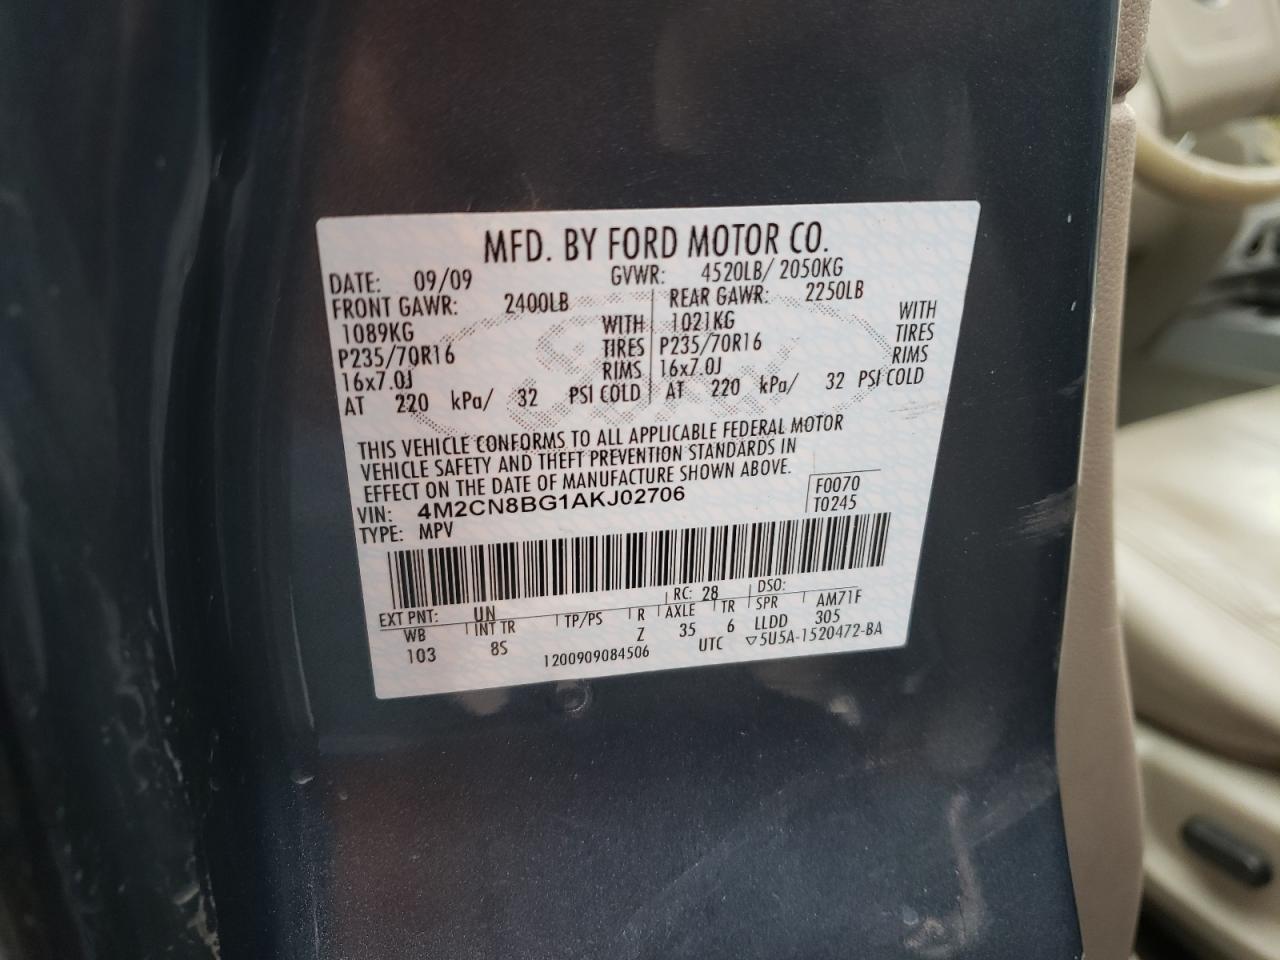 MFD. BY FORD MOTOR CO.
DATE: 09/09 GVWR: 4520LB/ 2050KG
FRONT GAWR: 2400LB REAR GAWR: 2250LB
1089KG WITH 1021KG WITH
P235/70R16 TIRES P235/70R16 TIRES
16x7.0J RIMS 16x7.0J RIMS
AT 220 kPa/ 32 PSI COLD AT 220 kPa/ 32 PSI COLD
THIS VEHICLE CONFORMS TO ALL APPLICABLE FEDERAL MOTOR
VEHICLE SAFETY AND THEFT PREVENTION STANDARDS IN
EFFECT ON THE DATE OF MANUFACTURE SHOWN ABOVE.
VIN: 4M2CN8BG1AKJ02706 F0070
TYPE: MPV T0245
EXT PNT: UN RC: 28 DSO:
WB INT TR TP/PS R AXLE TR SPR AM71F
103 8S Z 35 6 LLDD 305
1200909084506 UTC ▽5U5A-1520472-BA